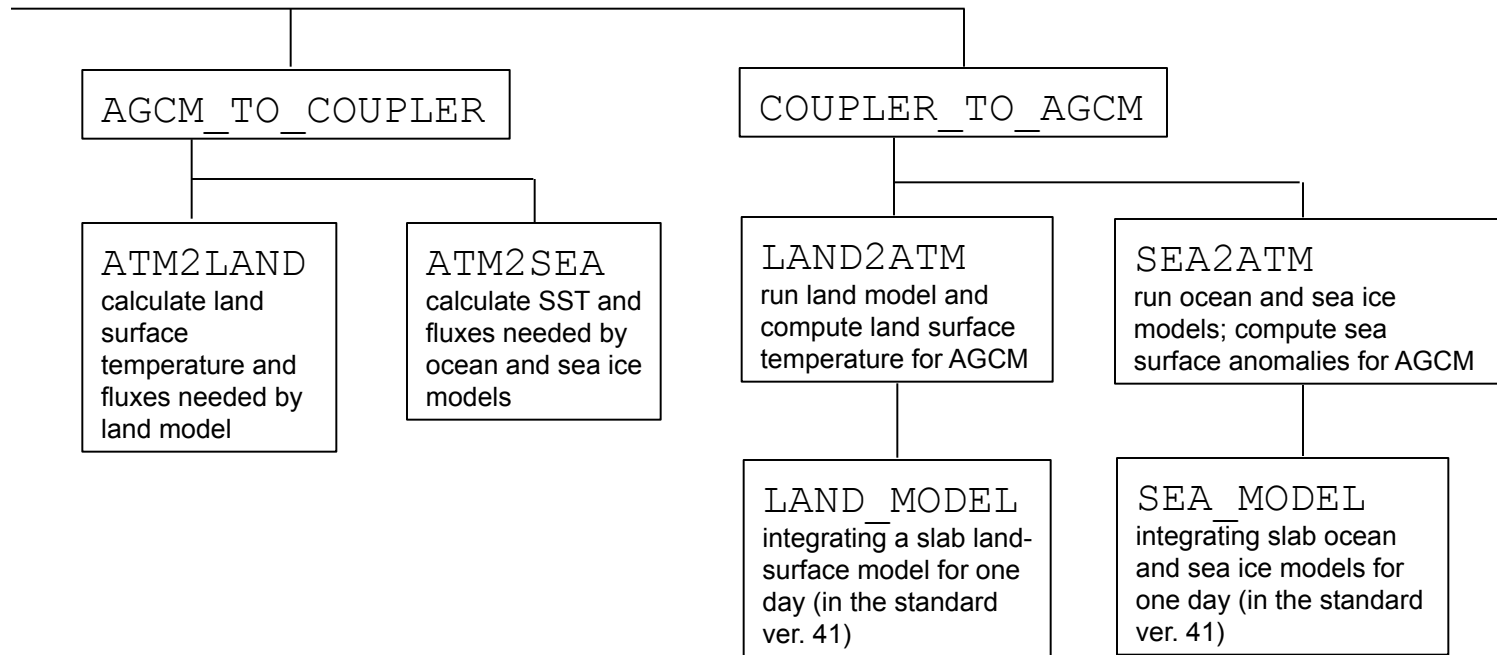 AGCM_TO_COUPLER
COUPLER_TO_AGCM
ATM2LAND
calculate land
surface
temperature and
fluxes needed by
land model
ATM2SEA
calculate SST and
fluxes needed by
ocean and sea ice
models
LAND2ATM
run land model and
compute land surface
temperature for AGCM
SEA2ATM
run ocean and sea ice
models; compute sea
surface anomalies for AGCM
LAND_MODEL
integrating a slab land-
surface model for one
day (in the standard
ver. 41)
SEA_MODEL
integrating slab ocean
and sea ice models for
one day (in the standard
ver. 41)